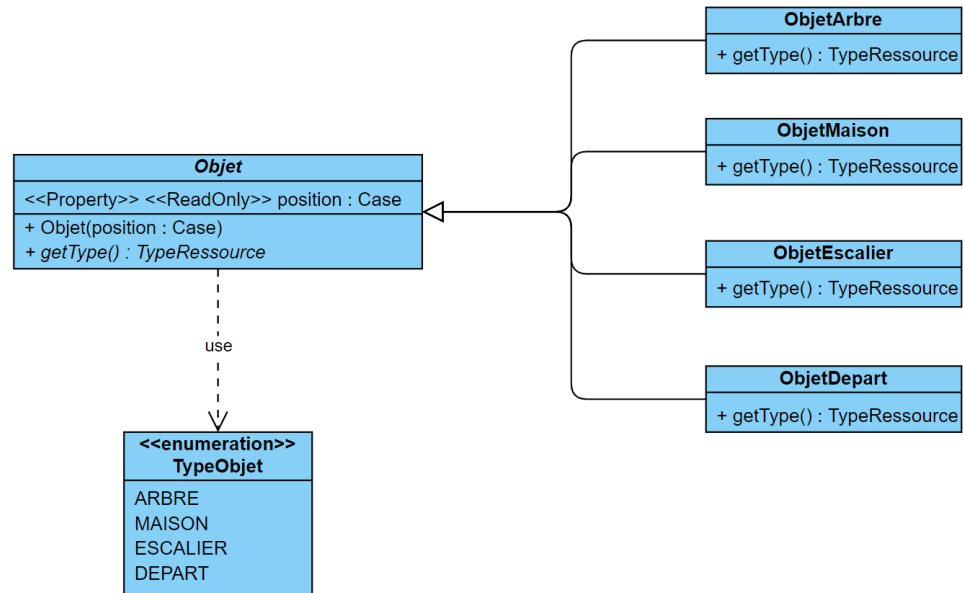 Objet
<<Property>> <<ReadOnly>> position : Case
+ Objet(position : Case)
+ getType() : TypeRessource
use
<<enumeration>>
TypeObjet
ARBRE
MAISON
ESCALIER
DEPART
ObjetArbre
+ getType() : TypeRessource
ObjetMaison
+ getType() : TypeRessource
ObjetEscalier
+ getType() : TypeRessource
ObjetDepart
+ getType() : TypeRessource